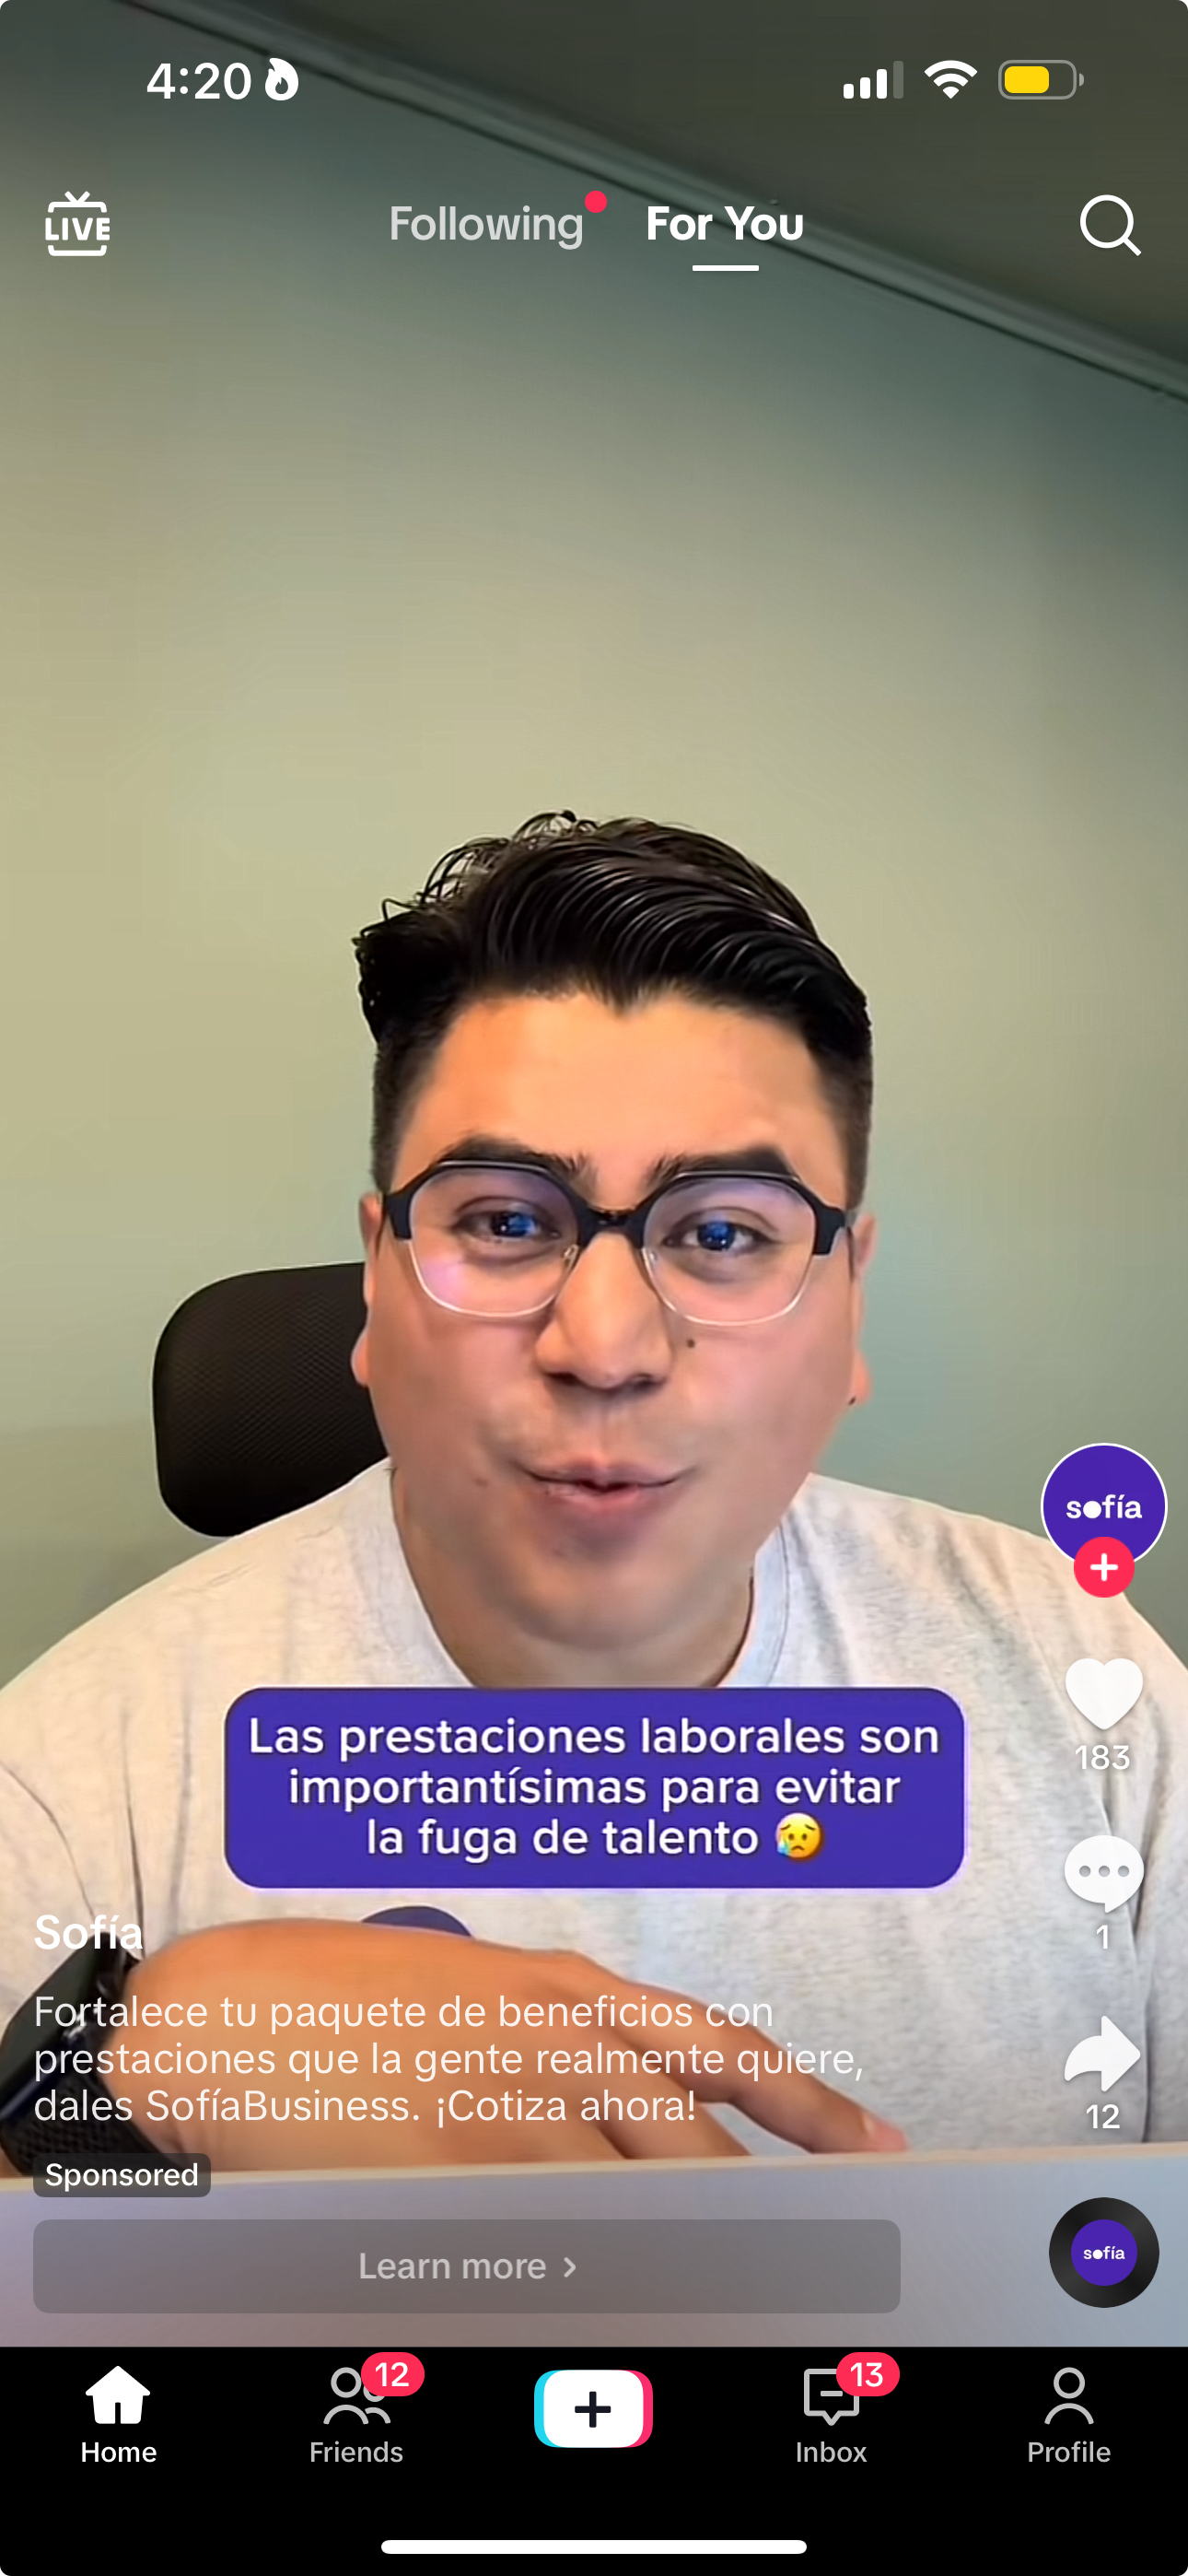 4:20
LIVE
Following
For You
sofía
183
Las prestaciones laborales son
importantísimas para evitar
la fuga de talento 😥
1
Sofía
Fortalece tu paquete de beneficios con
prestaciones que la gente realmente quiere,
dales SofíaBusiness. ¡Cotiza ahora!
12
Sponsored
Learn more >
sofía
Home
12
Friends
13
Inbox
Profile